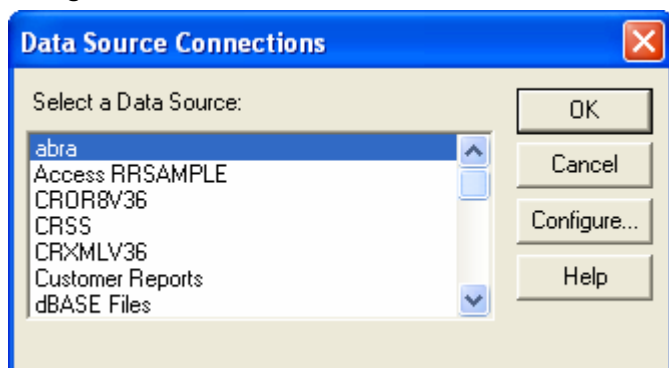 Data Source Connections
Select a Data Source:
abra
Access RRSAMPLE
CROR8V36
CRSS
CRXMLV36
Customer Reports
dBASE Files
OK
Cancel
Configure...
Help